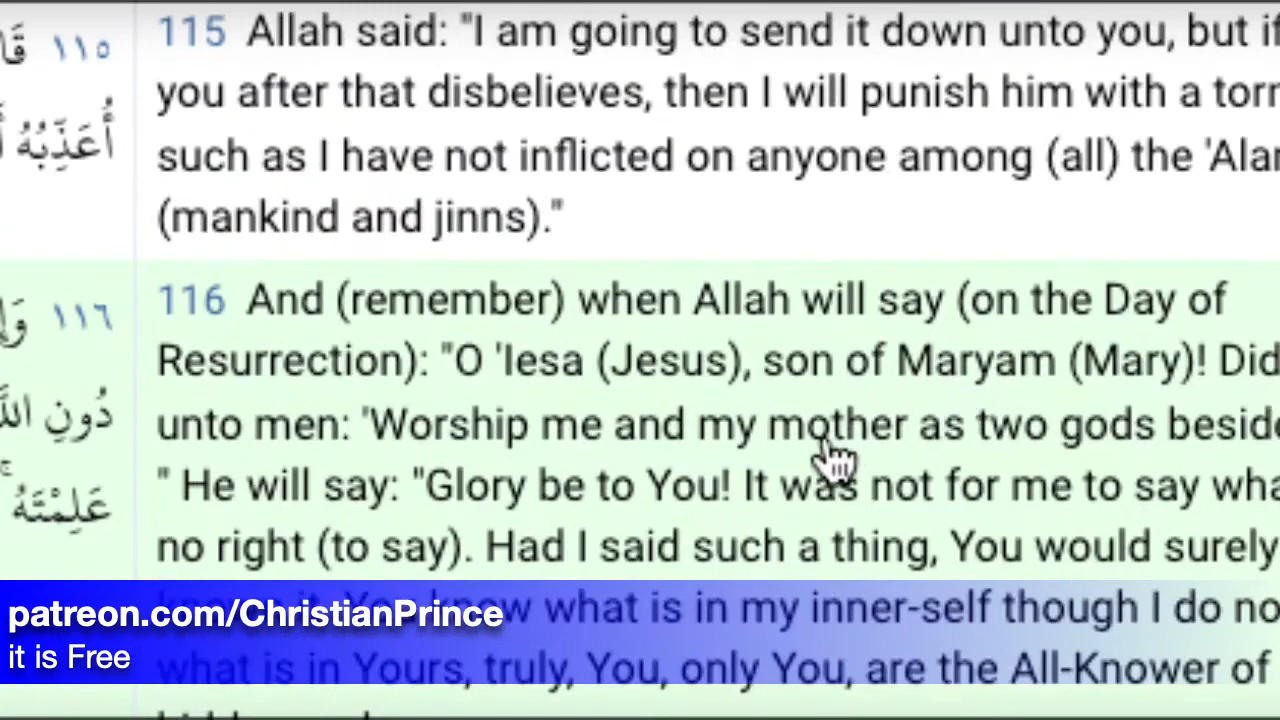 115 Allah said: "I am going to send it down unto you, but if
you after that disbelieves, then I will punish him with a
such as I have not inflicted on anyone among (all) the
(mankind and jinns)."
١١٥
أُعَذِّبُهُ
116 And (remember) when Allah will say (on the Day of
Resurrection): "O 'Iesa (Jesus), son of Maryam (Mary)! Did
unto men: 'Worship me and my mother as two gods
" He will say: "Glory be to You! It was not for me to say
no right (to say). Had I said such a thing, You would surely
know what is in my inner-self though I do
what is in Yours, truly, You, only You, are the All-Knower of
١١٦
دُونِ
عَلِمْتَهُ
patreon.com/ChristianPrince
it is Free